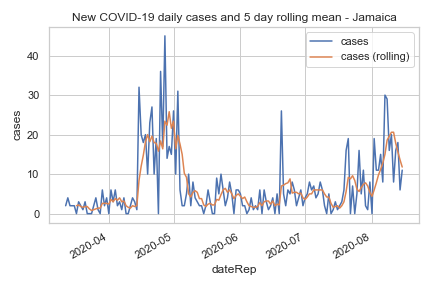 New COVID-19 daily cases and 5 day rolling mean - Jamaica
cases
cases (rolling)
40
30
20
10
0
cases
2020-04
2020-05
2020-06
2020-07
2020-08
dateRep